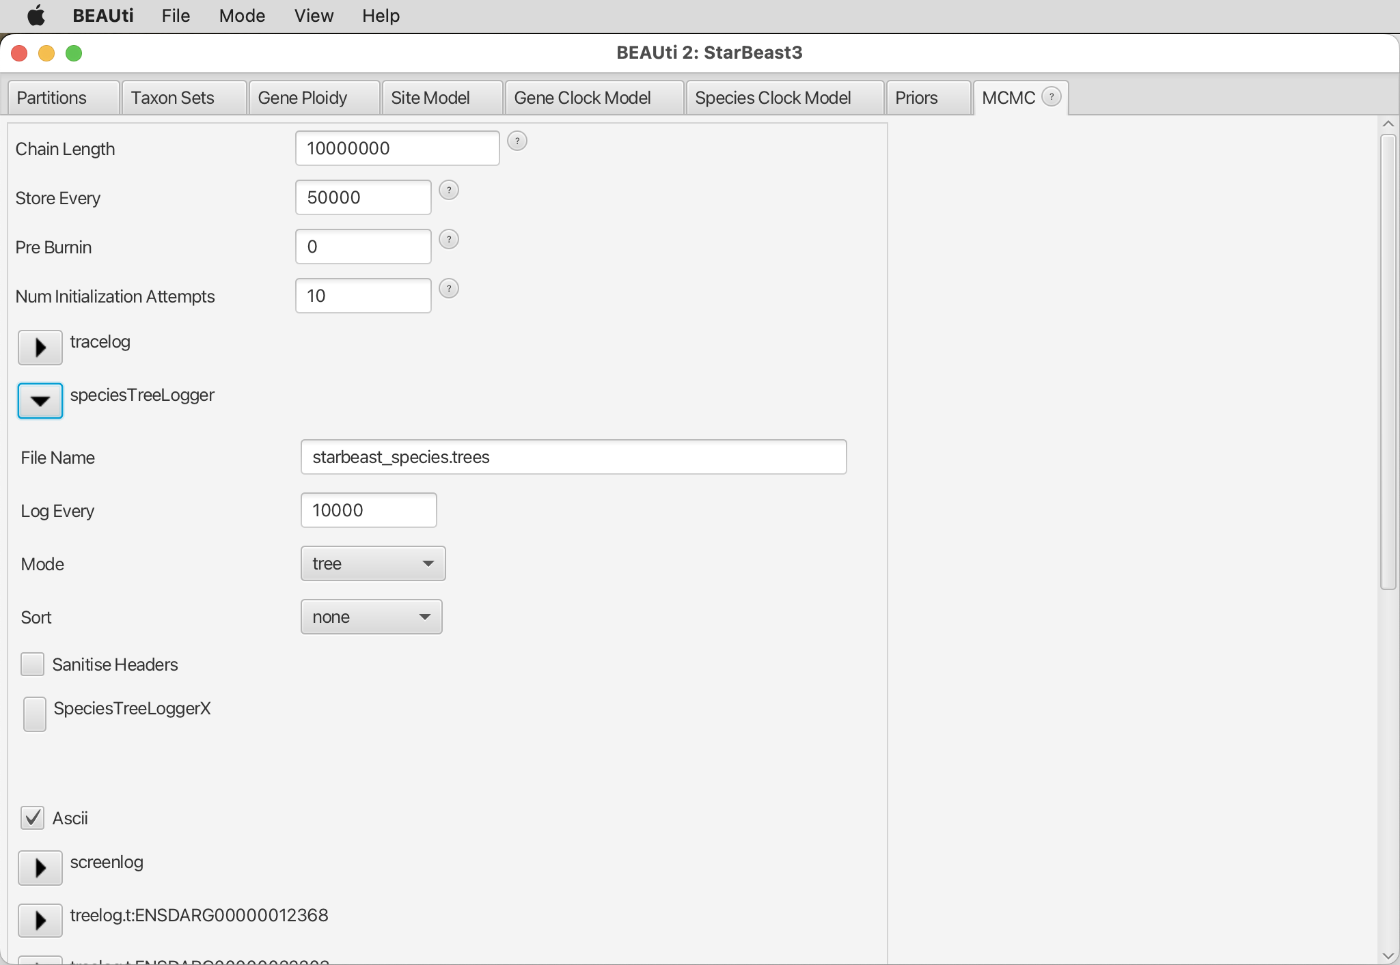 BEAUti File Mode View Help
BEAUti 2: StarBeast3
Partitions Taxon Sets Gene Ploidy Site Model Gene Clock Model Species Clock Model Priors MCMC ?
Chain Length 10000000 ?
Store Every 50000 ?
Pre Burnin 0 ?
Num Initialization Attempts 10 ?
tracelog
speciesTreeLogger
File Name starbeast_species.trees
Log Every 10000
Mode tree
Sort none
Sanitise Headers
SpeciesTreeLoggerX
Ascii
screenlog
treelog.t:ENSDARG00000012368